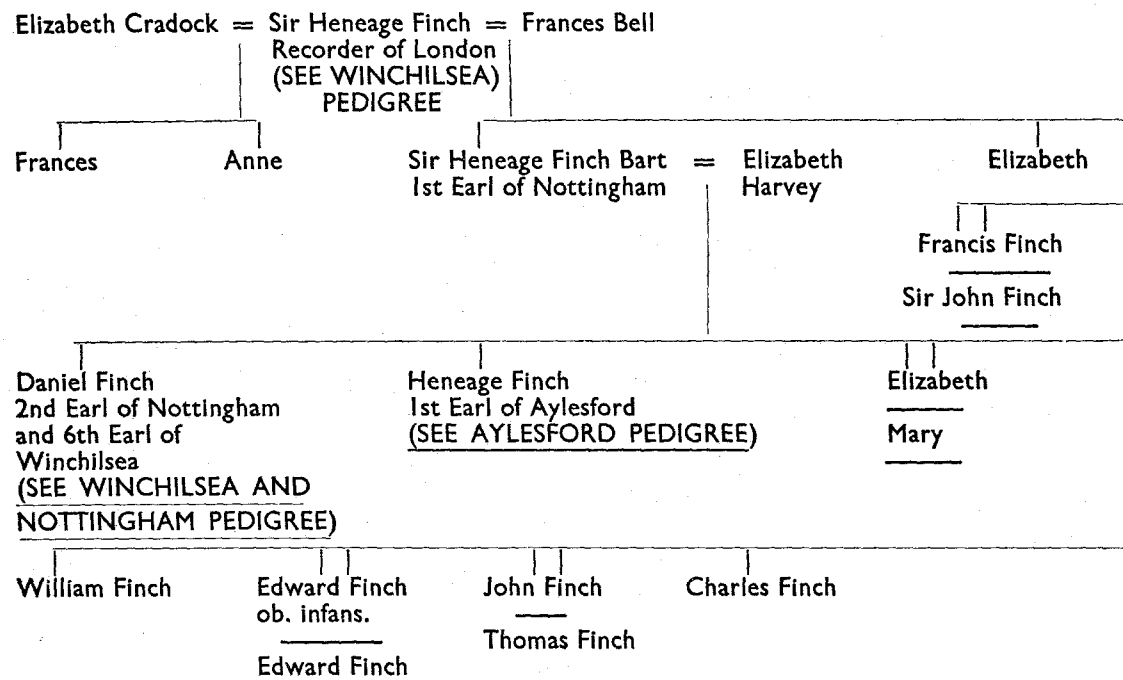 Elizabeth Cradock = Sir Heneage Finch = Frances Bell
Recorder of London
(SEE WINCHILSEA)
PEDIGREE
Frances
Anne
Sir Heneage Finch Bart = Elizabeth
1st Earl of Nottingham Harvey
Elizabeth
Francis Finch
Sir John Finch
Daniel Finch
2nd Earl of Nottingham
and 6th Earl of
Winchilsea
(SEE WINCHILSEA AND
NOTTINGHAM PEDIGREE)
Heneage Finch
1st Earl of Aylesford
(SEE AYLESFORD PEDIGREE)
Elizabeth
Mary
William Finch
Edward Finch
ob. infans.
Edward Finch
John Finch
Thomas Finch
Charles Finch